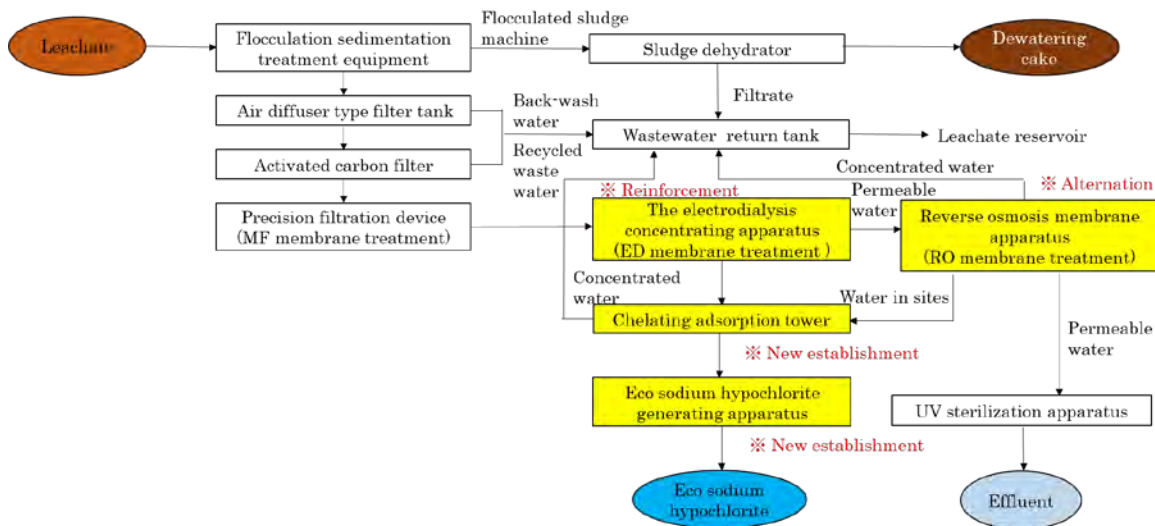 Leachate
Flocculation sedimentation
treatment equipment
Flocculated sludge
machine
Sludge dehydrator
Dewatering
cake
Air diffuser type filter tank
Back-wash
water
Filtrate
Wastewater return tank
Leachate reservoir
Activated carbon filter
Recycled
waste
water
Concentrated water
※ Reinforcement
Permeable
water
※ Alternation
Precision filtration device
(MF membrane treatment)
The electrodialysis
concentrating apparatus
(ED membrane treatment )
Reverse osmosis membrane
apparatus
(RO membrane treatment)
Concentrated
water
Water in sites
Chelating adsorption tower
Permeable
water
※ New establishment
Eco sodium hypochlorite
generating apparatus
UV sterilization apparatus
※ New establishment
Eco sodium
hypochlorite
Effluent